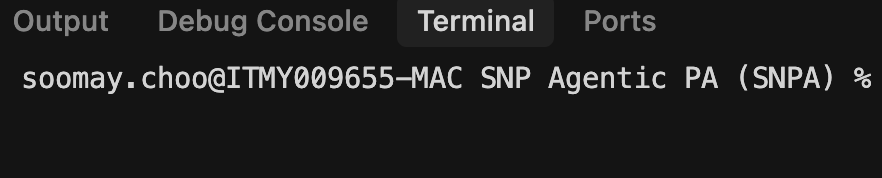 Output Debug Console Terminal Ports
soomay.choo@ITMY009655-MAC SNP Agentic PA (SNPA) %